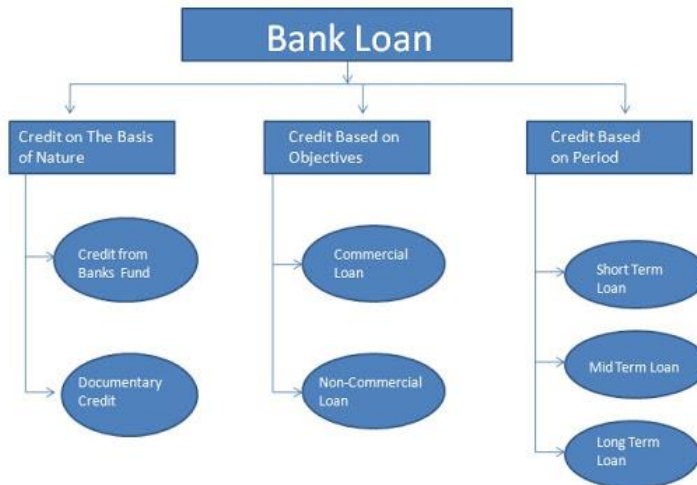 Bank Loan
Credit on The Basis
of Nature
Credit from
Banks Fund
Documentary
Credit
Credit Based on
Objectives
Commercial
Loan
Non-Commercial
Loan
Credit Based
on Period
Short Term
Loan
Mid Term Loan
Long Term
Loan